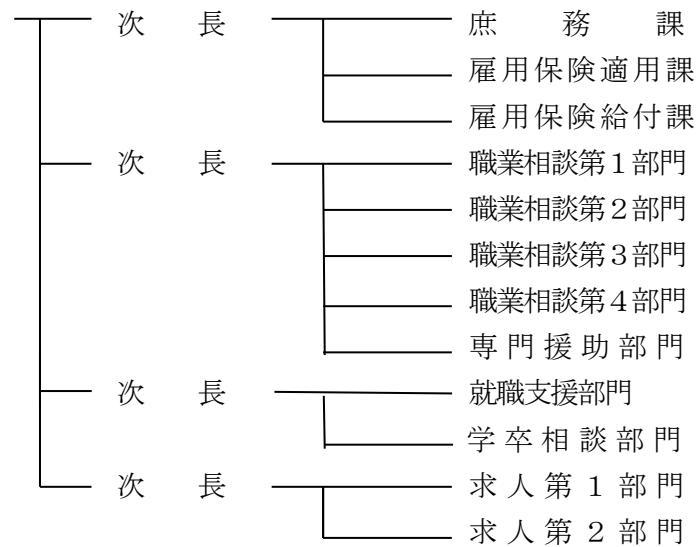 次 長 庶 務 課
雇用保険適用課
雇用保険給付課
次 長 職業相談第１部門
職業相談第２部門
職業相談第３部門
職業相談第４部門
専門援助部門
次 長 就職支援部門
学卒相談部門
次 長 求人第１部門
求人第２部門